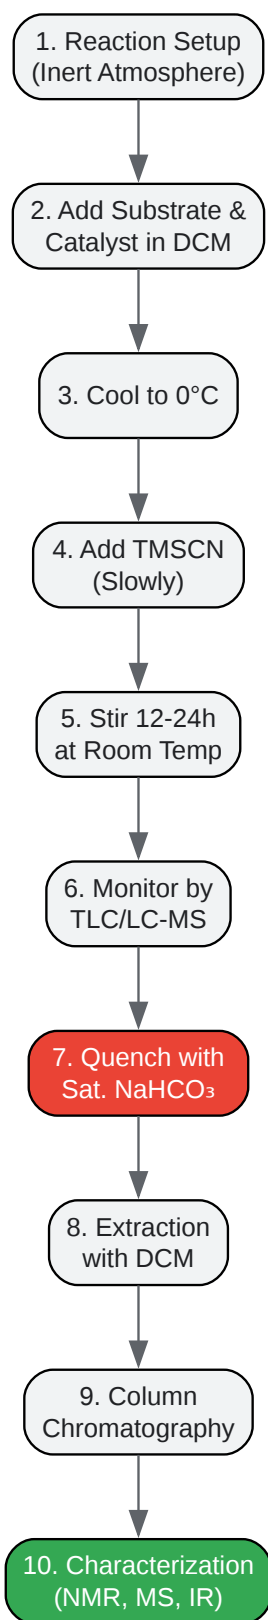 1. Reaction Setup
(Inert Atmosphere)
2. Add Substrate &
Catalyst in DCM
3. Cool to 0°C
4. Add TMSCN
(Slowly)
5. Stir 12-24h
at Room Temp
6. Monitor by
TLC/LC-MS
7. Quench with
Sat. NaHCO₃
8. Extraction
with DCM
9. Column
Chromatography
10. Characterization
(NMR, MS, IR)